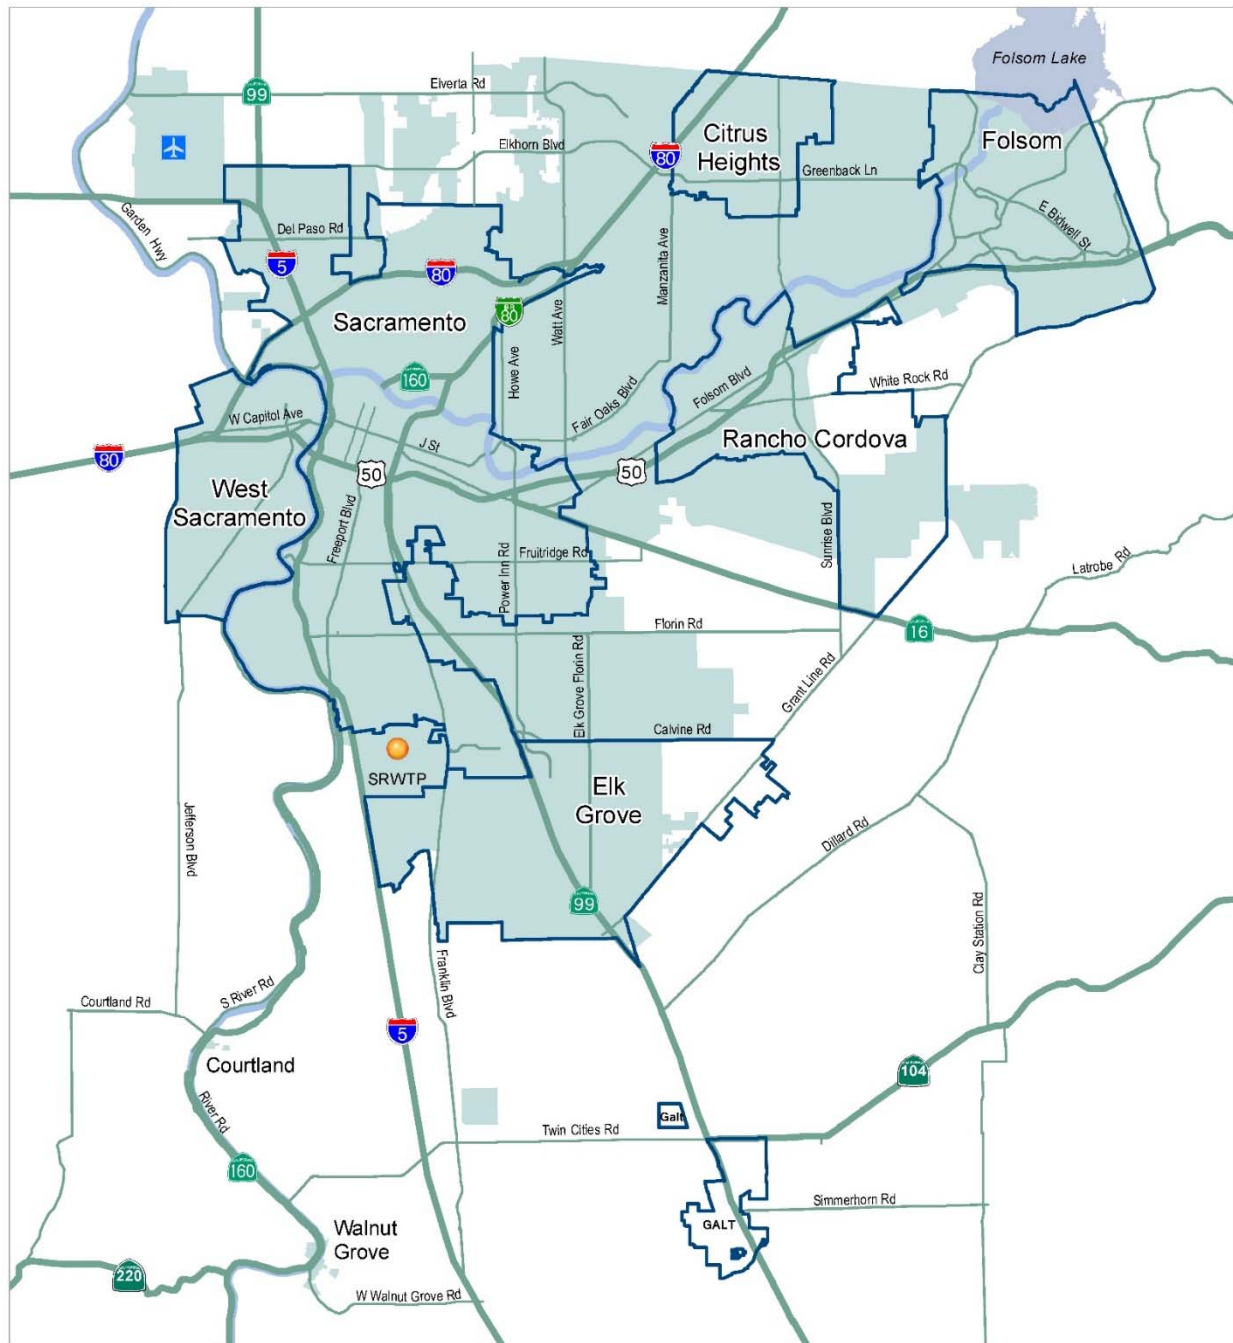 Folsom Lake
Elverta Rd
99
Citrus
Heights
Folsom
Elkhorn Blvd
80
Greenback Ln
Garden Hwy
Del Paso Rd
E Bidwell St
5
80
Manzanita Ave
Sacramento
80
Watt Ave
160
Howe Ave
Fair Oaks Blvd
Folsom Blvd
White Rock Rd
W Capitol Ave
J St
Rancho Cordova
80
50
50
West
Sacramento
Freeport Blvd
Sunrise Blvd
Power Inn Rd
Fruitridge Rd
Latrobe Rd
Florin Rd
16
Elk Grove Florin Rd
Grant Line Rd
Calvine Rd
SRWTP
Elk
Grove
Jefferson Blvd
Dillard Rd
99
Clay Station Rd
Franklin Blvd
S River Rd
Courtland Rd
5
Courtland
104
River Rd
Galt
Twin Cities Rd
160
Simmerhorn Rd
GALT
Walnut
Grove
220
W Walnut Grove Rd